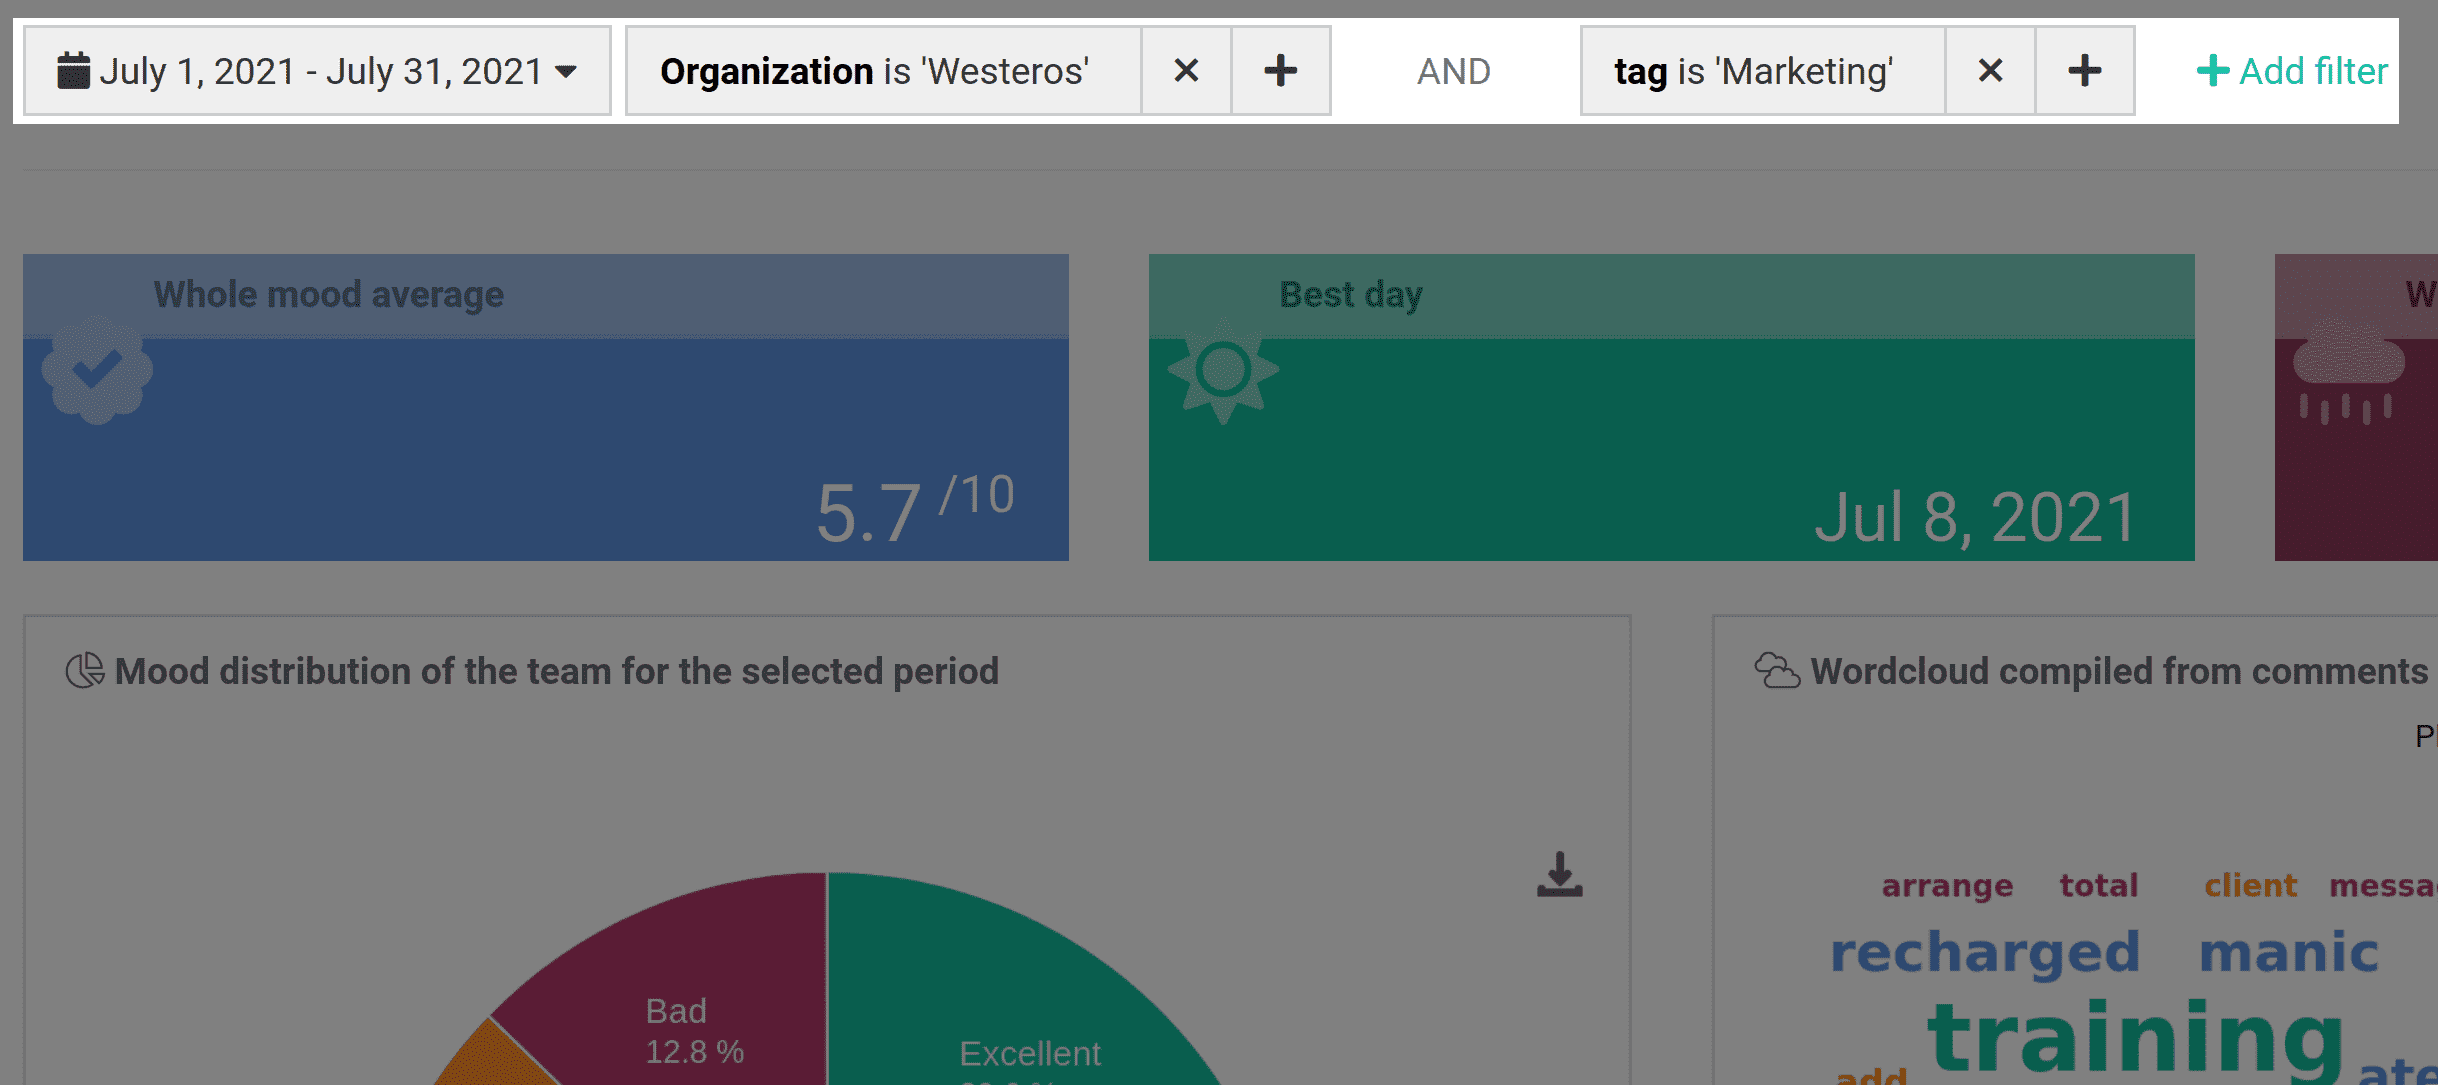 July 1, 2021 - July 31, 2021 Organization is 'Westeros' AND tag is 'Marketing' Add filter
Whole mood average
5.7 /10
Best day
Jul 8, 2021
Mood distribution of the team for the selected period
Bad
12.8 %
Excellent
Wordcloud compiled from comments
arrange total client
recharged manic
training
add